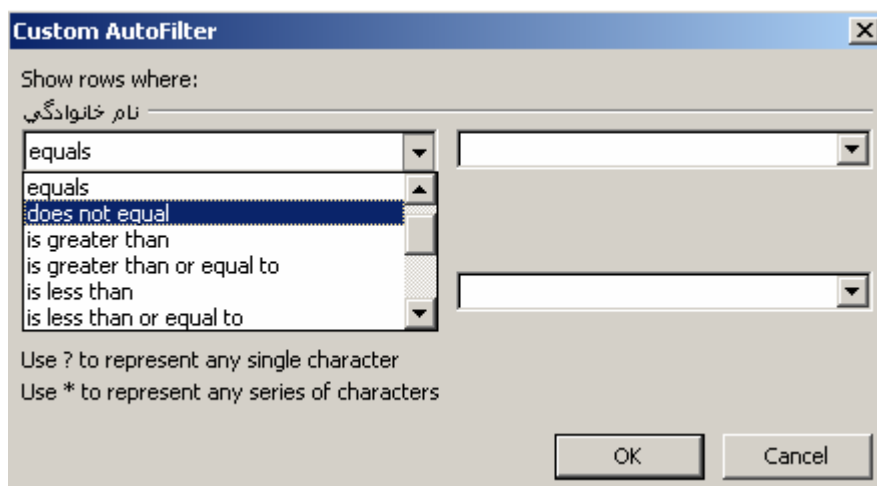 Custom AutoFilter
Show rows where:
نام خانوادگي
equals
equals
does not equal
is greater than
is greater than or equal to
is less than
is less than or equal to
Use ? to represent any single character
Use * to represent any series of characters
OK Cancel